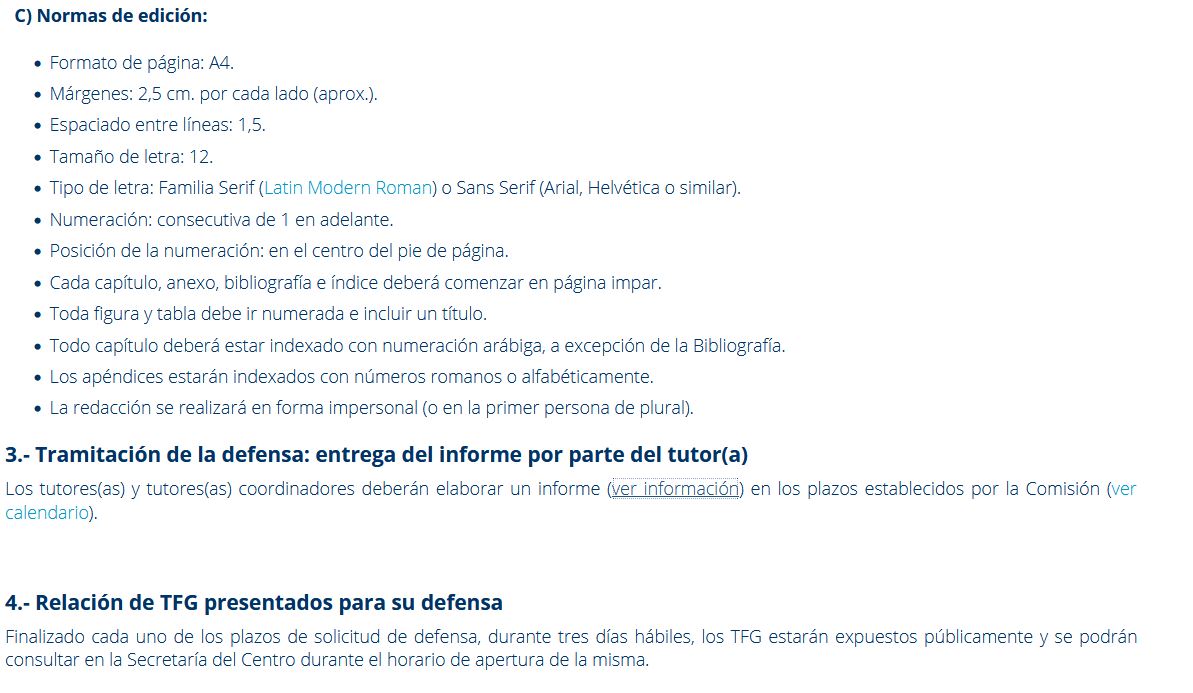 C) Normas de edición:
• Formato de página: A4.
• Márgenes: 2,5 cm. por cada lado (aprox.).
• Espaciado entre líneas: 1,5.
• Tamaño de letra: 12.
• Tipo de letra: Familia Serif (Latin Modern Roman) o Sans Serif (Arial, Helvética o similar).
• Numeración: consecutiva de 1 en adelante.
• Posición de la numeración: en el centro del pie de página.
• Cada capítulo, anexo, bibliografía e índice deberá comenzar en página impar.
• Toda figura y tabla debe ir numerada e incluir un título.
• Todo capítulo deberá estar indexado con numeración arábiga, a excepción de la Bibliografía.
• Los apéndices estarán indexados con números romanos o alfabéticamente.
• La redacción se realizará en forma impersonal (o en la primer persona de plural).
3.- Tramitación de la defensa: entrega del informe por parte del tutor(a)
Los tutores(as) y tutores(as) coordinadores deberán elaborar un informe (ver información) en los plazos establecidos por la Comisión (ver
calendario).
4.- Relación de TFG presentados para su defensa
Finalizado cada uno de los plazos de solicitud de defensa, durante tres días hábiles, los TFG estarán expuestos públicamente y se podrán
consultar en la Secretaría del Centro durante el horario de apertura de la misma.